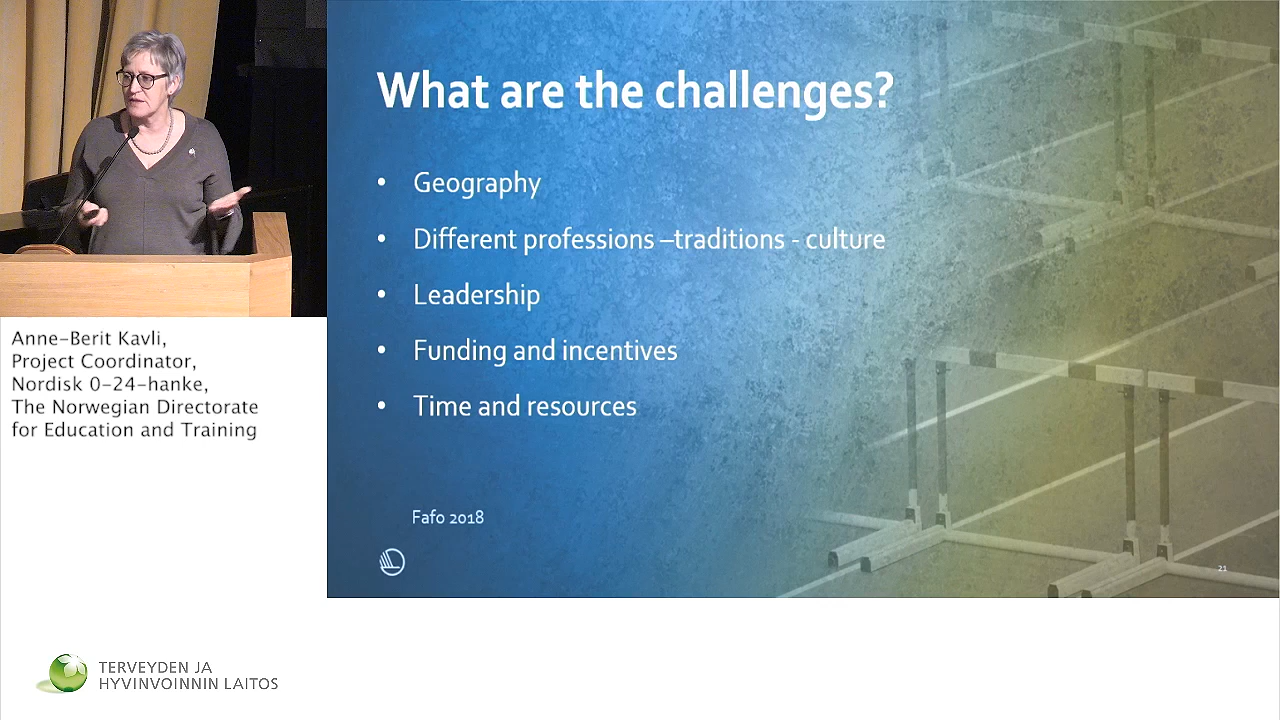 What are the challenges?
• Geography
• Different professions –traditions - culture
• Leadership
• Funding and incentives
• Time and resources
Fafo 2018
21
Anne-Berit Kavli,
Project Coordinator,
Nordisk 0-24-hanke,
The Norwegian Directorate
for Education and Training
TERVEYDEN JA
HYVINVOINNIN LAITOS